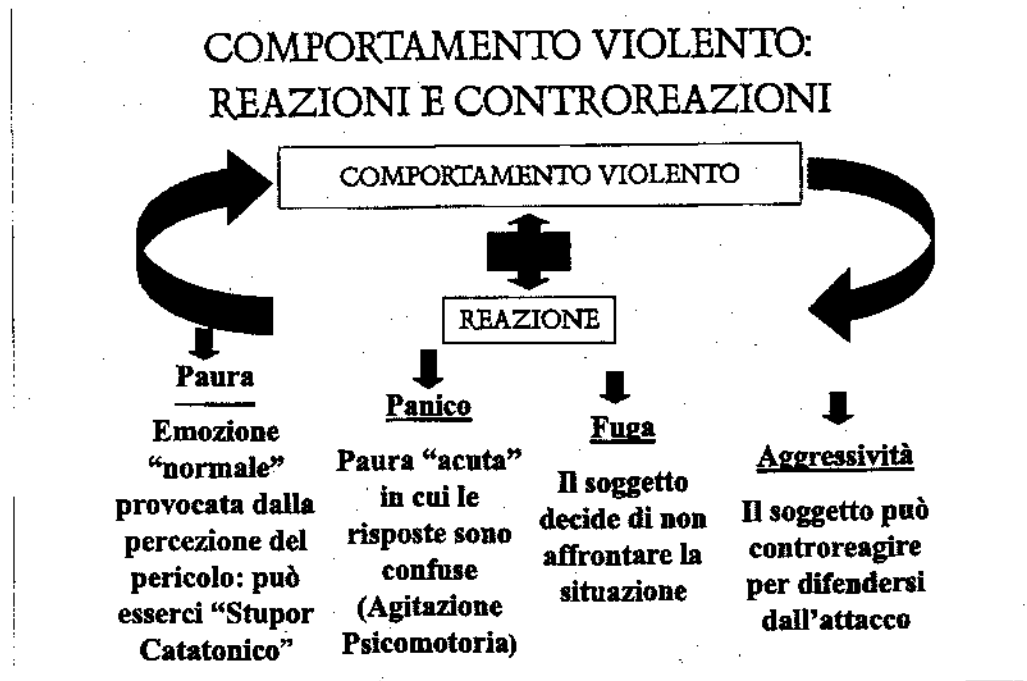 COMPORTAMENTO VIOLENTO:
REAZIONI E CONTROREAZIONI
COMPORTAMENTO VIOLENTO
REAZIONE
Paura
Emozione
“normale”
provocata dalla
percezione del
pericolo: può
esserci “Stupor
Catatonico”
Panico
Paura “acuta”
in cui le
risposte sono
confuse
(Agitazione
Psicomotoria)
Fuga
Il soggetto
decide di non
affrontare la
situazione
Aggressività
Il soggetto può
controreagire
per difendersi
dall’attacco